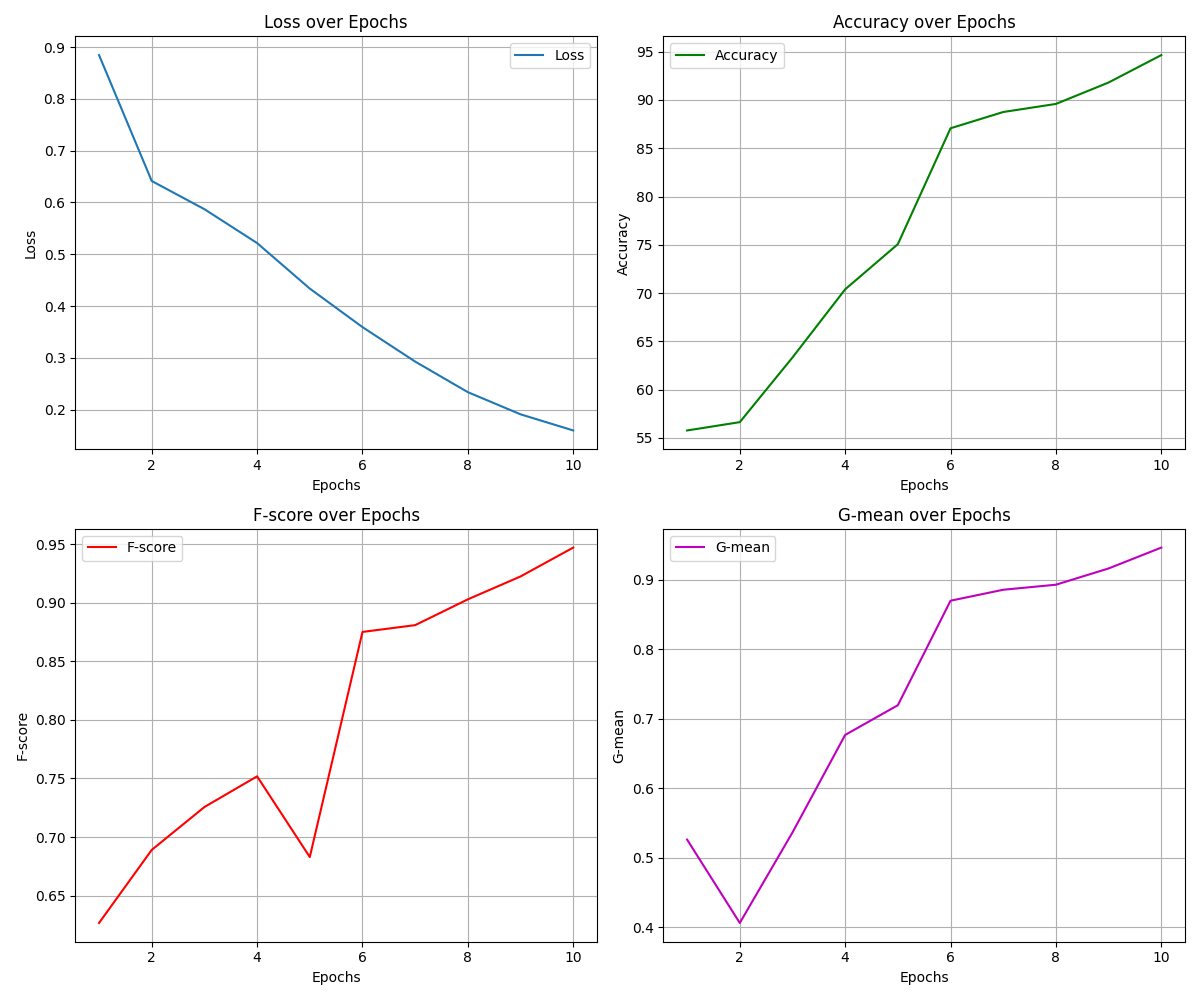 Loss over Epochs
Loss
0.9
0.8
0.7
0.6
0.5
0.4
0.3
0.2
Loss
2 4 6 8 10
Epochs
Accuracy over Epochs
Accuracy
95
90
85
80
75
70
65
60
55
Accuracy
2 4 6 8 10
Epochs
F-score over Epochs
F-score
0.95
0.90
0.85
0.80
0.75
0.70
0.65
F-score
2 4 6 8 10
Epochs
G-mean over Epochs
G-mean
0.9
0.8
0.7
0.6
0.5
0.4
G-mean
2 4 6 8 10
Epochs